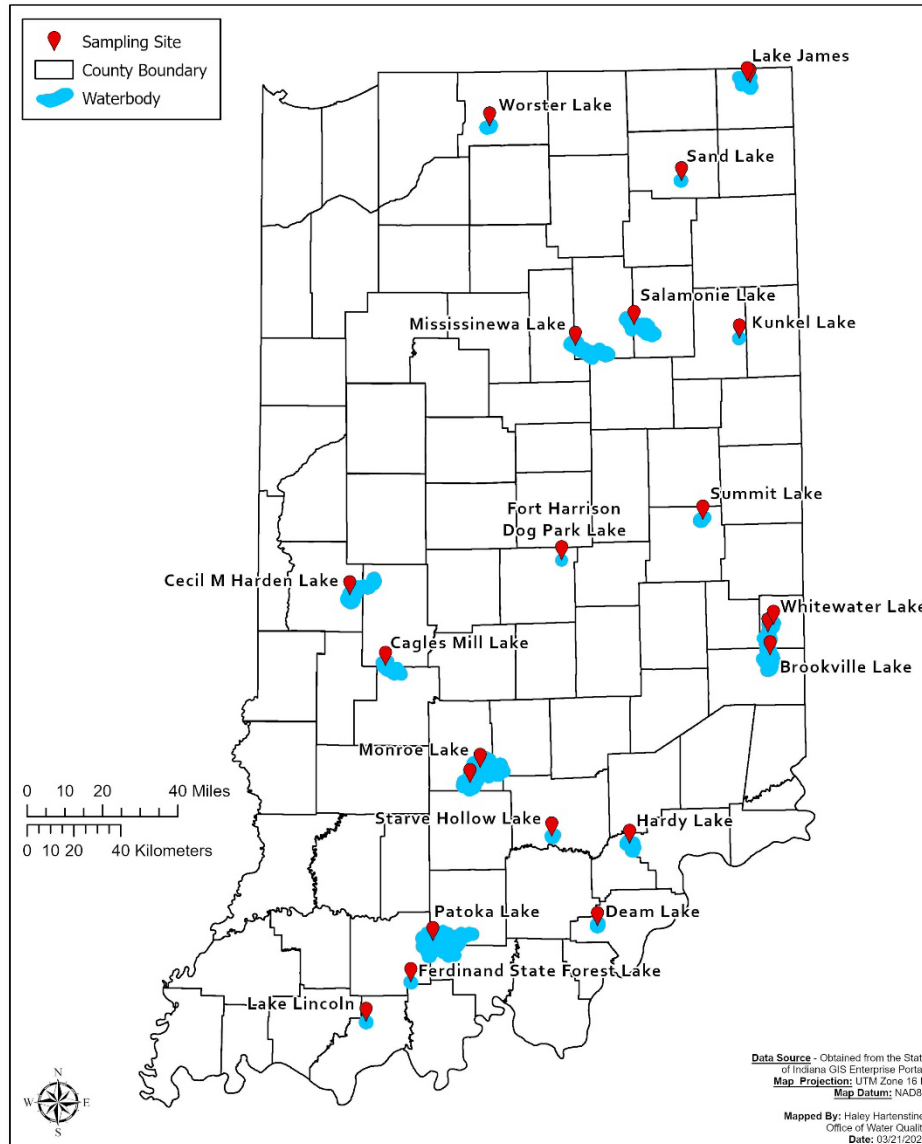 Sampling Site
County Boundary
Waterbody
Lake James
Worster Lake
Sand Lake
Salamonie Lake
Mississinewa Lake
Kunkel Lake
Summit Lake
Fort Harrison
Dog Park Lake
Cecil M Harden Lake
Whitewater Lake
Cagles Mill Lake
Brookville Lake
Monroe Lake
0 10 20 40 Miles
Starve Hollow Lake
Hardy Lake
0 10 20 40 Kilometers
Patoka Lake
Deam Lake
Ferdinand State Forest Lake
Lake Lincoln
N
W E
S
Data Source - Obtained from the Stat
of Indiana GIS Enterprise Porta
Map Projection: UTM Zone 16
Map Datum: NAD8
Mapped By: Haley Hartenstine
Office of Water Qualit
Date: 03/21/202